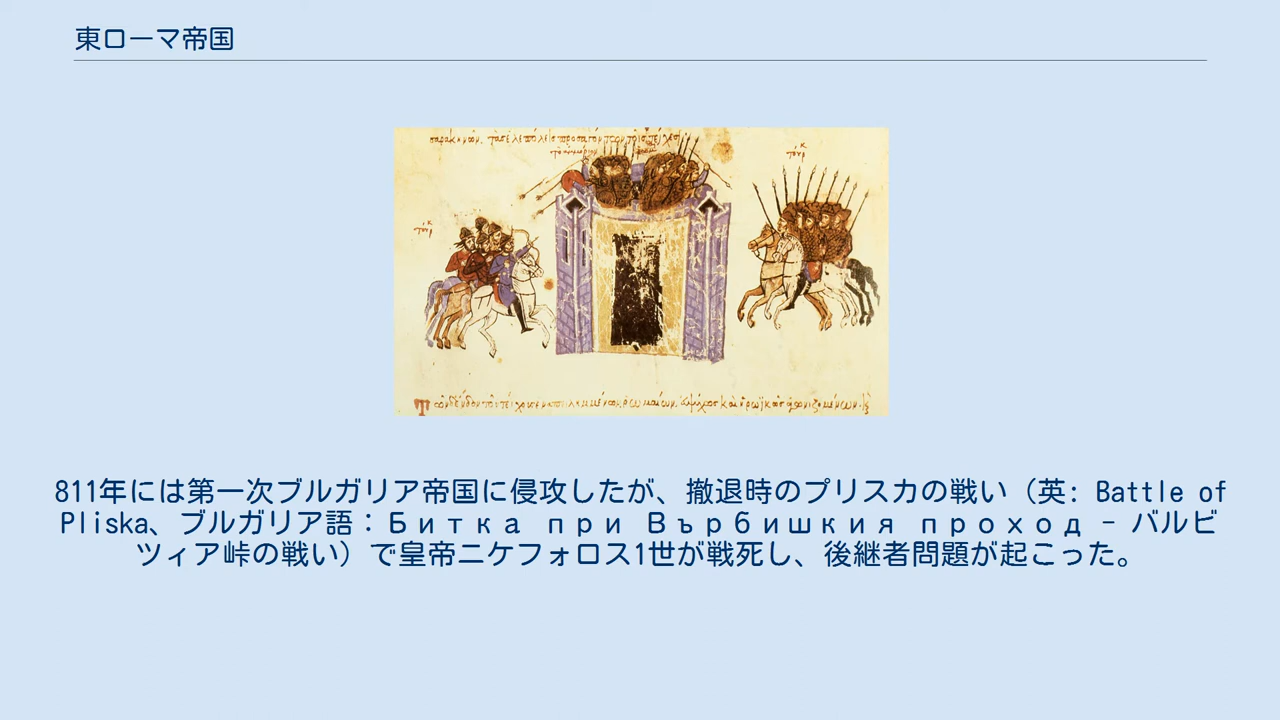 東ローマ帝国
811年には第一次ブルガリア帝国に侵攻したが、撤退時のプリスカの戦い（英: Battle of
Pliska、ブルガリア語：Битка при Върбишкия проход - バルビ
ツィア峠の戦い）で皇帝ニケフォロス1世が戦死し、後継者問題が起こった。